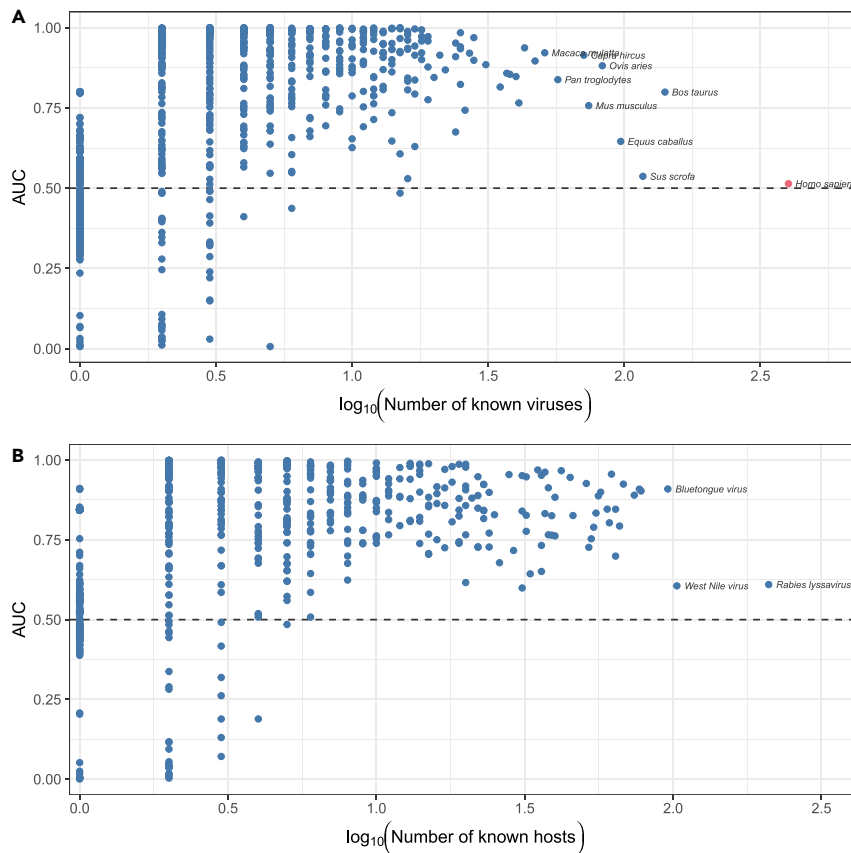 A
AUC
1.00
0.75
0.50
0.25
0.00
Macaca mulatta
Capra hircus
Ovis aries
Pan troglodytes
Bos taurus
Mus musculus
Equus caballus
Sus scrofa
Homo sapien
0.0 0.5 1.0 1.5 2.0 2.5
log10(Number of known viruses)
B
AUC
1.00
0.75
0.50
0.25
0.00
Bluetongue virus
West Nile virus
Rabies lyssavirus
0.0 0.5 1.0 1.5 2.0 2.5
log10(Number of known hosts)